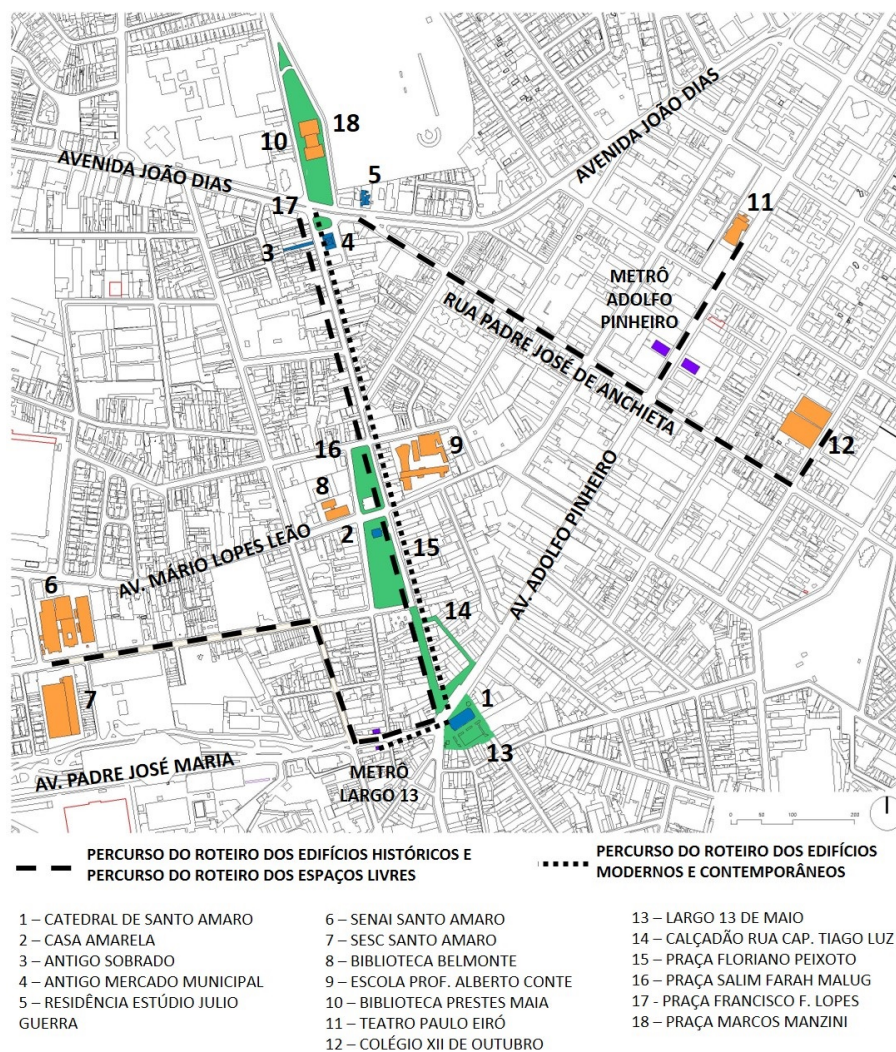 18
10
AVENIDA JOÃO DIAS
AVENIDA JOÃO DIAS
5
17
11
3
4
METRÔ
ADOLFO
PINHEIRO
RUA PADRE JOSÉ DE ANCHIETA
16
9
12
8
2
AV. MÁRIO LOPES LEÃO
15
AV. ADOLFO PINHEIRO
6
14
7
1
13
AV. PADRE JOSÉ MARIA
METRÔ
LARGO 13
0 50 100 200
PERCURSO DO ROTEIRO DOS EDIFÍCIOS HISTÓRICOS E
PERCURSO DO ROTEIRO DOS ESPAÇOS LIVRES
PERCURSO DO ROTEIRO DOS EDIFÍCIOS
MODERNOS E CONTEMPORÂNEOS
1 – CATEDRAL DE SANTO AMARO
2 – CASA AMARELA
3 – ANTIGO SOBRADO
4 – ANTIGO MERCADO MUNICIPAL
5 – RESIDÊNCIA ESTÚDIO JULIO
GUERRA
6 – SENAI SANTO AMARO
7 – SESC SANTO AMARO
8 – BIBLIOTECA BELMONTE
9 – ESCOLA PROF. ALBERTO CONTE
10 – BIBLIOTECA PRESTES MAIA
11 – TEATRO PAULO EIRÓ
12 – COLÉGIO XII DE OUTUBRO
13 – LARGO 13 DE MAIO
14 – CALÇADÃO RUA CAP. TIAGO LUZ
15 – PRAÇA FLORIANO PEIXOTO
16 – PRAÇA SALIM FARAH MALUG
17 - PRAÇA FRANCISCO F. LOPES
18 – PRAÇA MARCOS MANZINI